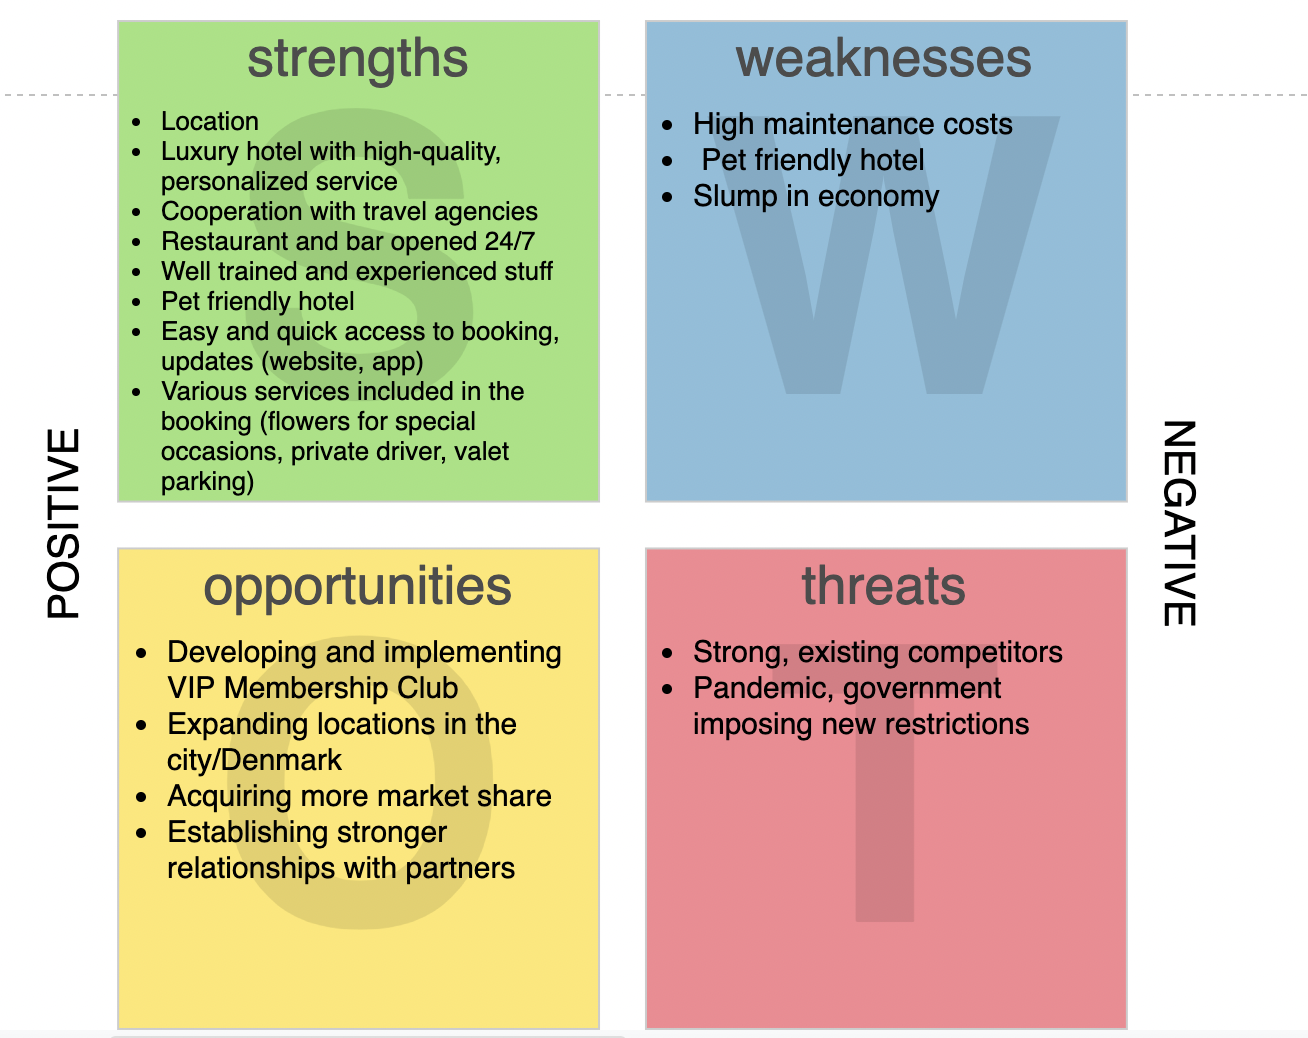 strengths
• Location
• Luxury hotel with high-quality,
personalized service
• Cooperation with travel agencies
• Restaurant and bar opened 24/7
• Well trained and experienced stuff
• Pet friendly hotel
• Easy and quick access to booking,
updates (website, app)
• Various services included in the
booking (flowers for special
occasions, private driver, valet
parking)
S
weaknesses
• High maintenance costs
• Pet friendly hotel
• Slump in economy
W
POSITIVE
NEGATIVE
opportunities
• Developing and implementing
VIP Membership Club
• Expanding locations in the
city/Denmark
• Acquiring more market share
• Establishing stronger
relationships with partners
O
threats
• Strong, existing competitors
• Pandemic, government
imposing new restrictions
T